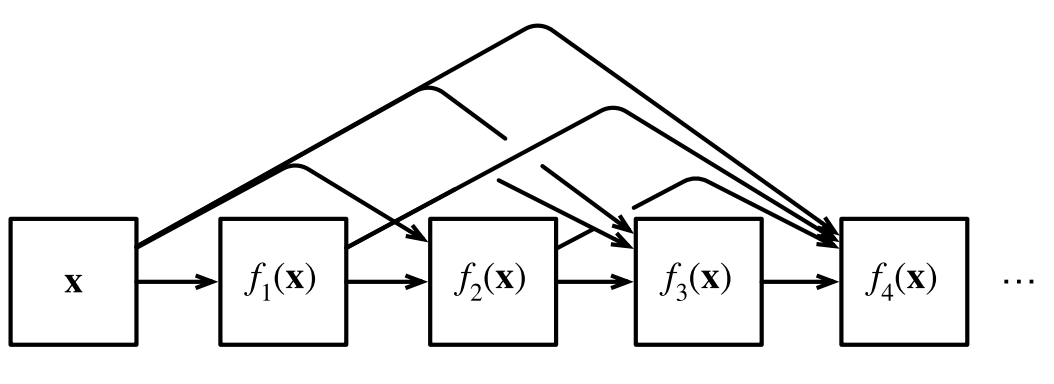 x f₁(x) f₂(x) f₃(x) f₄(x) ⋯